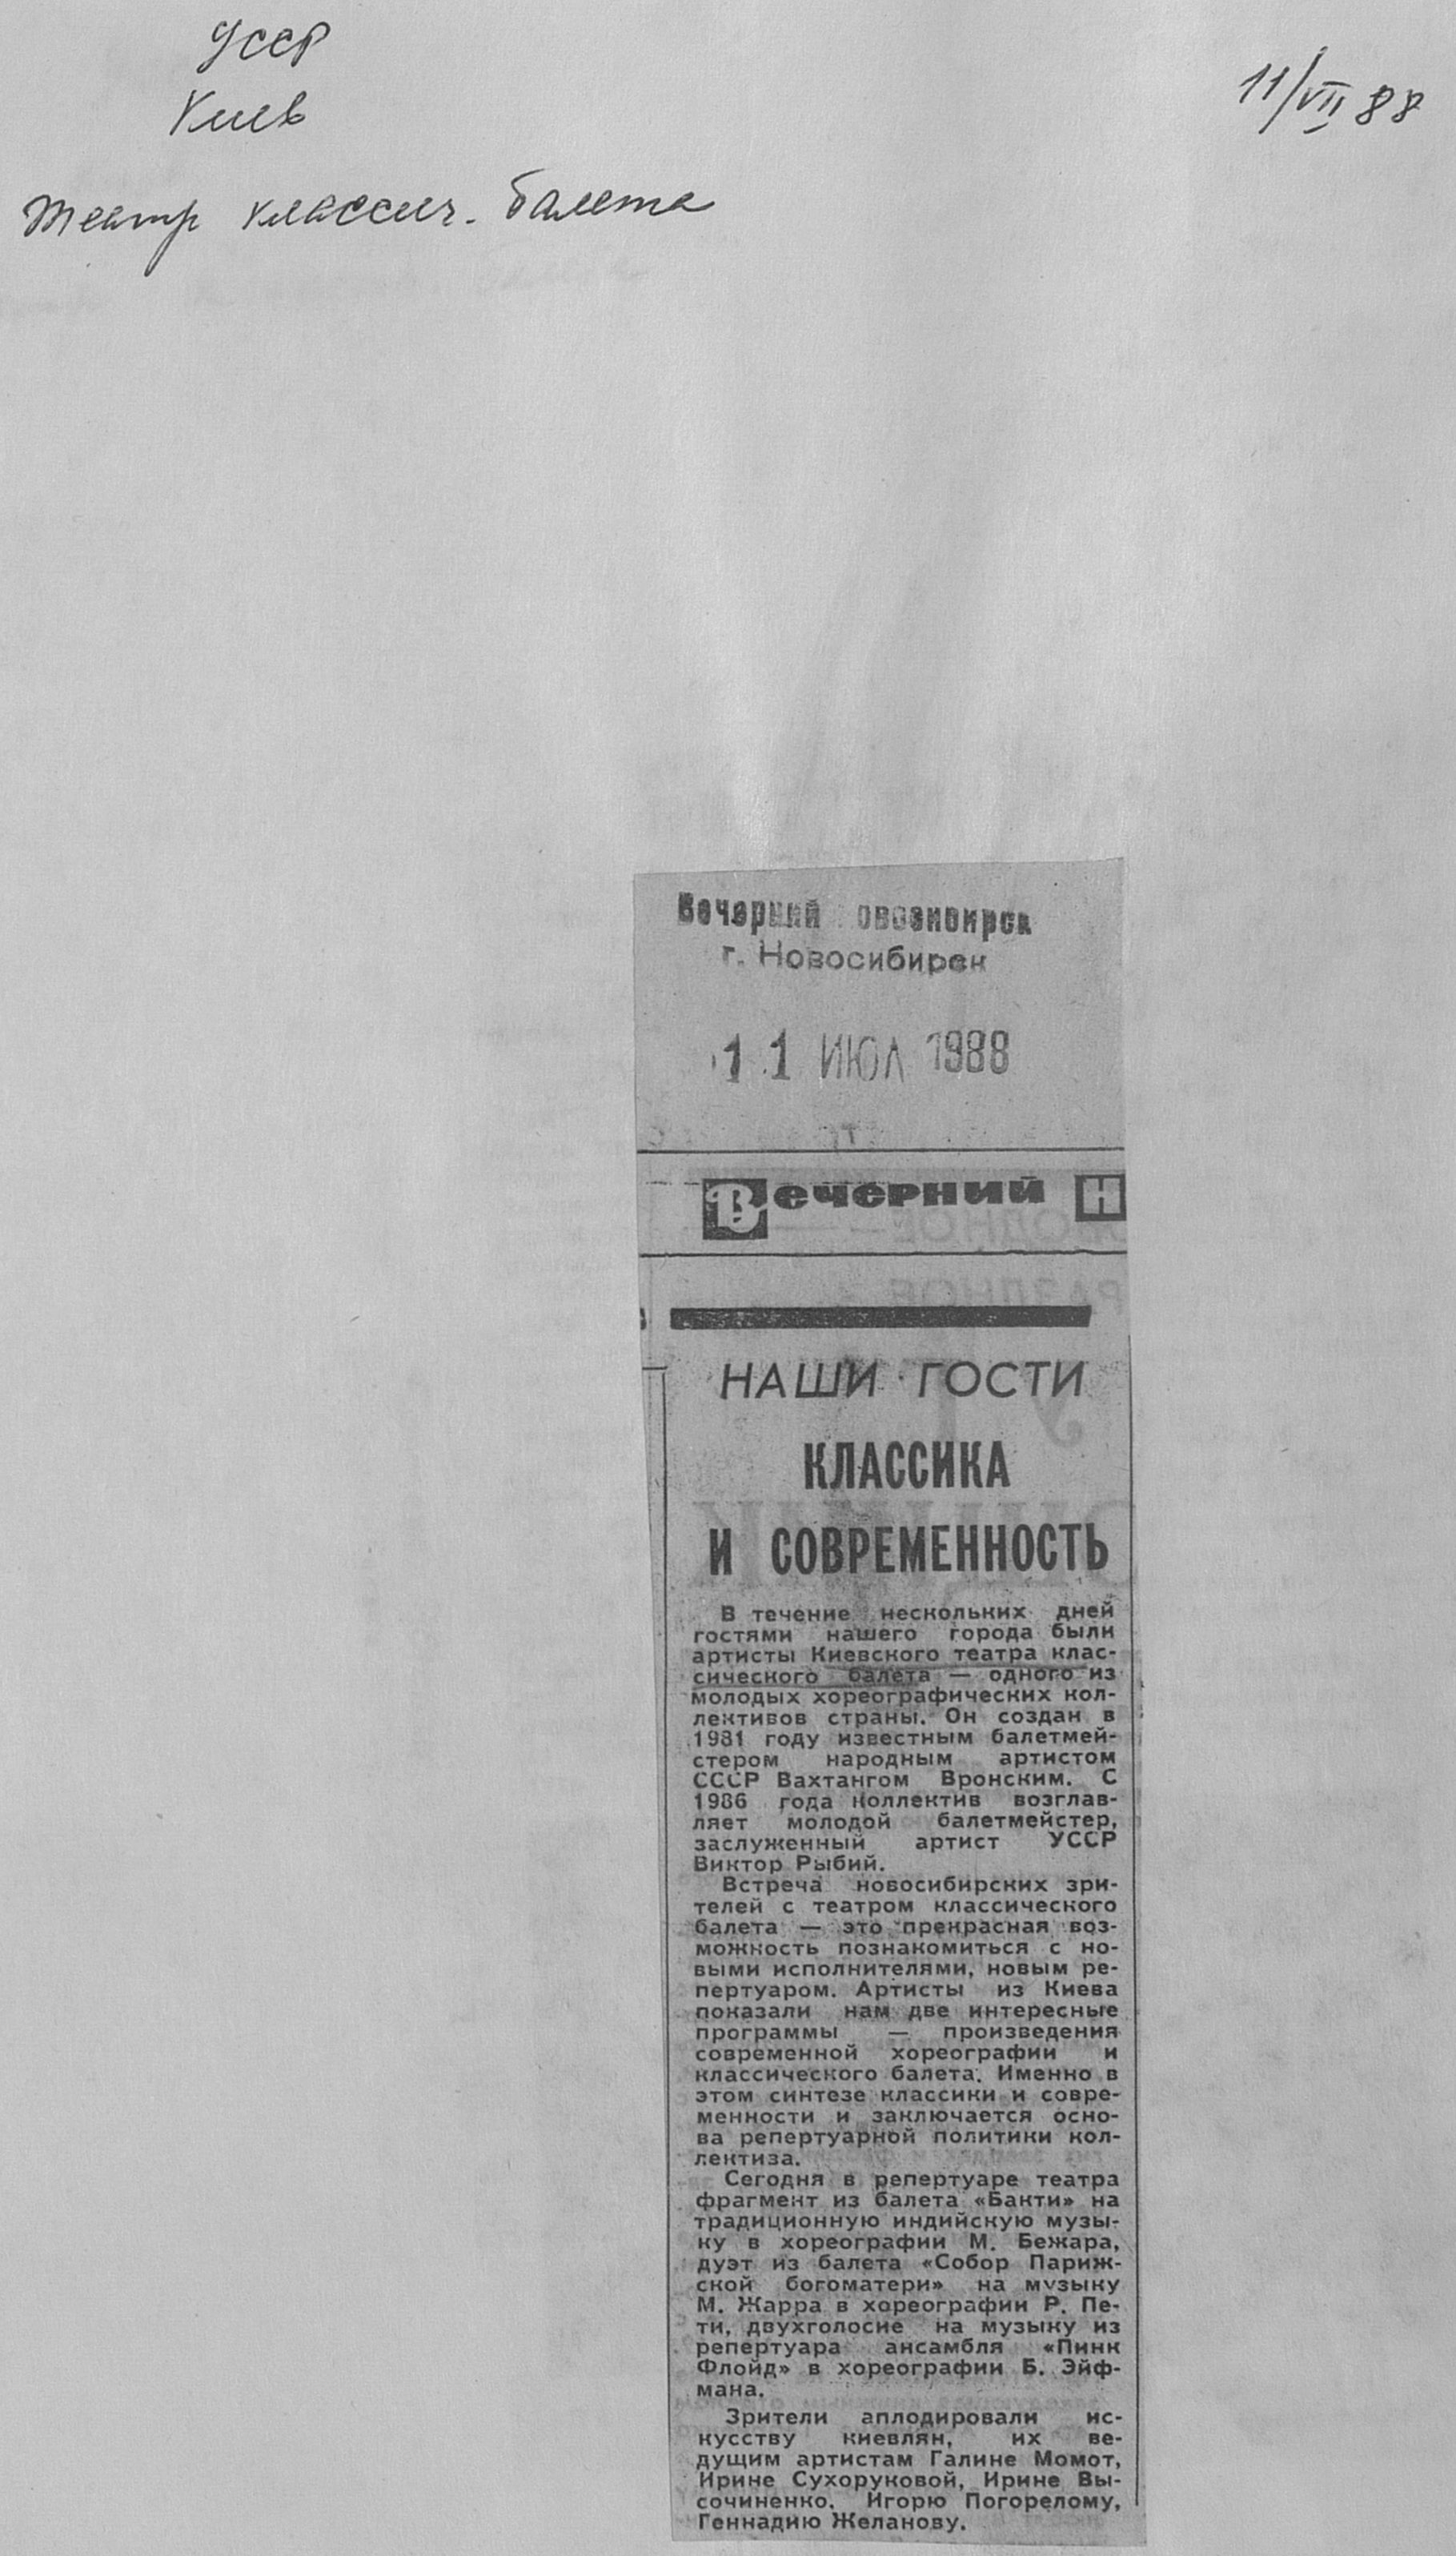 УССР
Киев
11/VII 88
театр классич. балета
Вечерний овосибирск
г. Новосибирск
11 ИЮЛ 1988
Вечерний Н
НАШИ ГОСТИ
КЛАССИКА
И СОВРЕМЕННОСТЬ
В течение нескольких дней
гостями нашего города были
артисты Киевского театра клас-
сического балета — одного из
молодых хореографических кол-
лективов страны. Он создан в
1981 году известным балетмей-
стером народным артистом
СССР Вахтангом Вронским. С
1986 года коллектив возглав-
ляет молодой балетмейстер,
заслуженный артист УССР
Виктор Рыбий.
Встреча новосибирских зри-
телей с театром классического
балета — это прекрасная воз-
можность познакомиться с но-
выми исполнителями, новым ре-
пертуаром. Артисты из Киева
показали нам две интересные
программы — произведения
современной хореографии и
классического балета. Именно в
этом синтезе классики и совре-
менности и заключается осно-
ва репертуарной политики кол-
лектиза.
Сегодня в репертуаре театра
фрагмент из балета «Бакти» на
традиционную индийскую музы-
ку в хореографии М. Бежара,
дуэт из балета «Собор Париж-
ской богоматери» на музыку
М. Жарра в хореографии Р. Пе-
ти, двухголосие на музыку из
репертуара ансамбля «Пинк
Флойд» в хореографии Б. Эйф-
мана.
Зрители аплодировали ис-
кусству киевлян, их ве-
дущим артистам Галине Момот,
Ирине Сухоруковой, Ирине Вы-
сочиненко, Игорю Погорелому,
Геннадию Желанову.